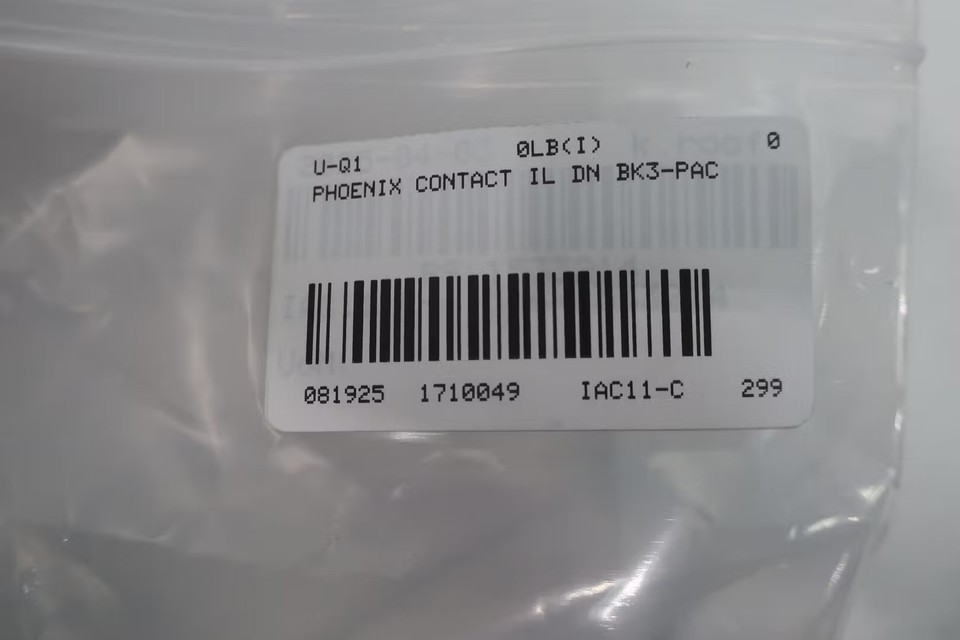 U-Q1 0LB(I) 0
PHOENIX CONTACT IL DN BK3-PAC
081925 1710049 IAC11-C 299